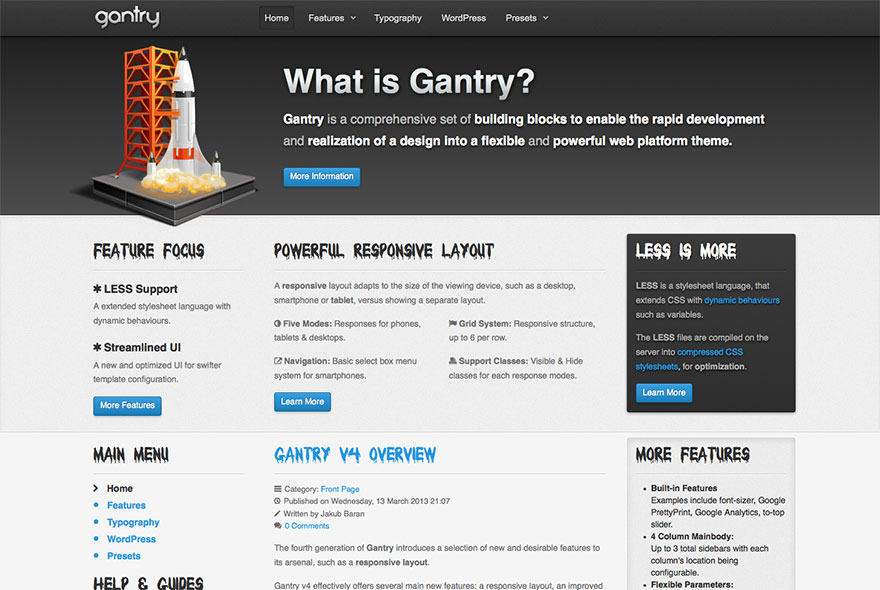 gantry
Home
Features
Typography
WordPress
Presets
What is Gantry?
Gantry is a comprehensive set of building blocks to enable the rapid development
and realization of a design into a flexible and powerful web platform theme.
More Information
FEATURE FOCUS
LESS Support
A extended stylesheet language with
dynamic behaviours.
Streamlined UI
A new and optimized UI for swifter
template configuration.
More Features
POWERFUL RESPONSIVE LAYOUT
A responsive layout adapts to the size of the viewing device, such as a desktop,
smartphone or tablet, versus showing a separate layout.
Five Modes: Responses for phones,
tablets & desktops.
Grid System: Responsive structure,
up to 6 per row.
Navigation: Basic select box menu
system for smartphones.
Support Classes: Visible & Hide
classes for each response modes.
Learn More
LESS IS MORE
LESS is a stylesheet language, that
extends CSS with dynamic behaviours
such as variables.
The LESS files are compiled on the
server into compressed CSS
stylesheets, for optimization.
Learn More
MAIN MENU
Home
Features
Typography
WordPress
Presets
HELP & GUIDES
GANTRY V4 OVERVIEW
Category: Front Page
Published on Wednesday, 13 March 2013 21:07
Written by Jakub Baran
0 Comments
The fourth generation of Gantry introduces a selection of new and desirable features to
its arsenal, such as a responsive layout.
Gantry v4 effectively offers several main new features: a responsive layout, an improved
MORE FEATURES
Built-in Features
Examples include font-sizer, Google
PrettyPrint, Google Analytics, to-top
slider.
4 Column Mainbody:
Up to 3 total sidebars with each
column's location being
configurable.
Flexible Parameters: